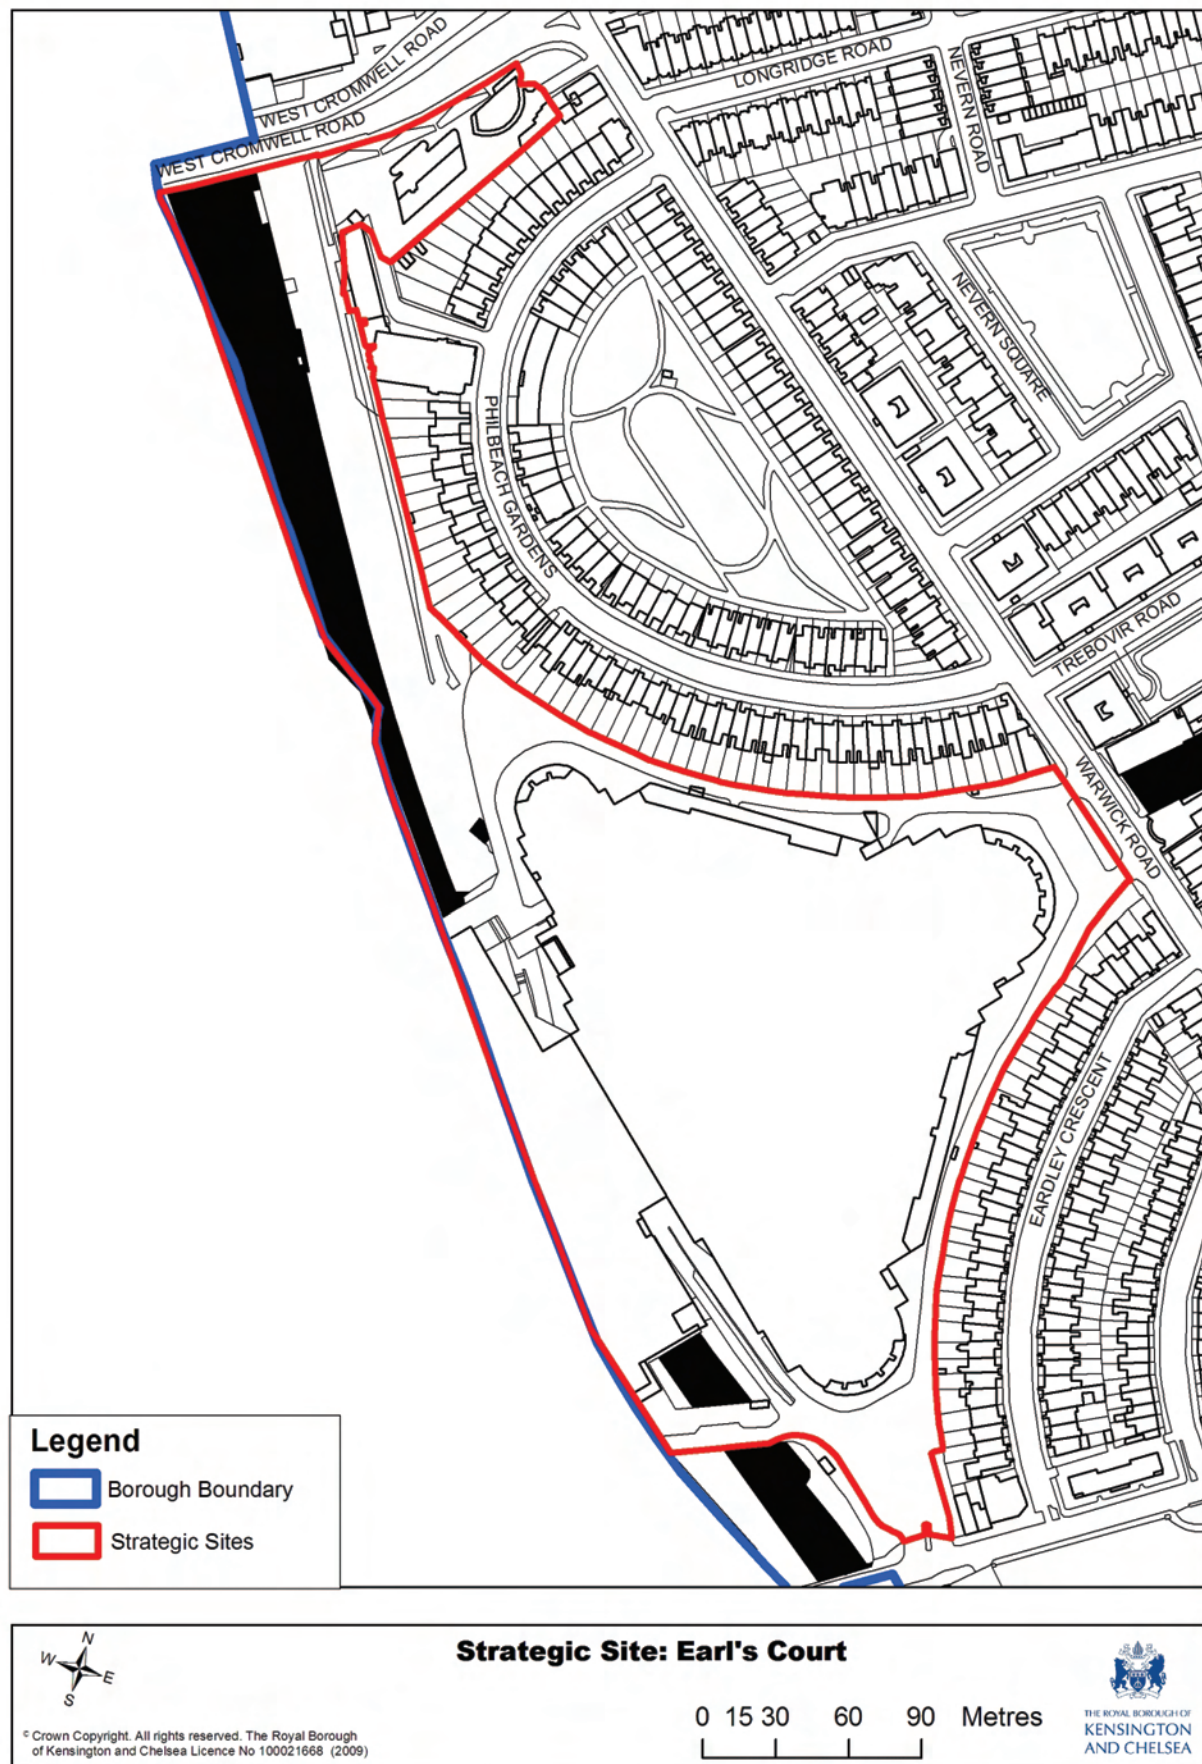 WEST CROMWELL ROAD
WEST CROMWELL ROAD
LONGRIDGE ROAD
NEVERN ROAD
NEVERN SQUARE
PHILBEACH GARDENS
TREBOVIR ROAD
WARWICK ROAD
EARDLEY CRESCENT
Legend
Borough Boundary
Strategic Sites
N
W
E
S
Strategic Site: Earl's Court
0 15 30 60 90 Metres
© Crown Copyright. All rights reserved. The Royal Borough
of Kensington and Chelsea Licence No 100021668 (2009)
THE ROYAL BOROUGH OF
KENSINGTON
AND CHELSEA